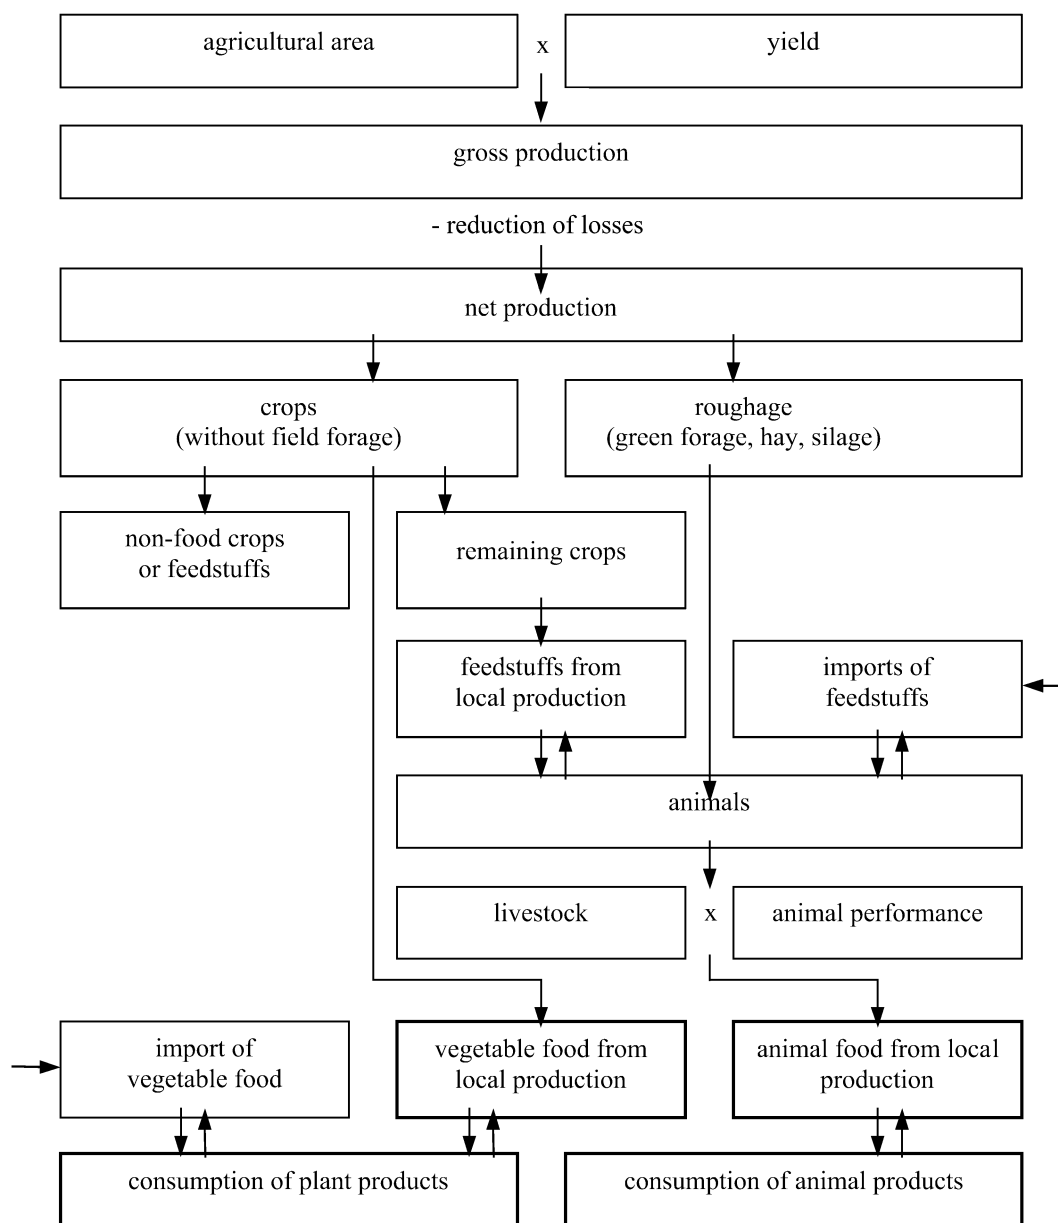 agricultural area
x
yield
gross production
- reduction of losses
net production
crops
(without field forage)
roughage
(green forage, hay, silage)
non-food crops
or feedstuffs
remaining crops
feedstuffs from
local production
imports of
feedstuffs
animals
livestock
x
animal performance
import of
vegetable food
vegetable food from
local production
animal food from local
production
consumption of plant products
consumption of animal products